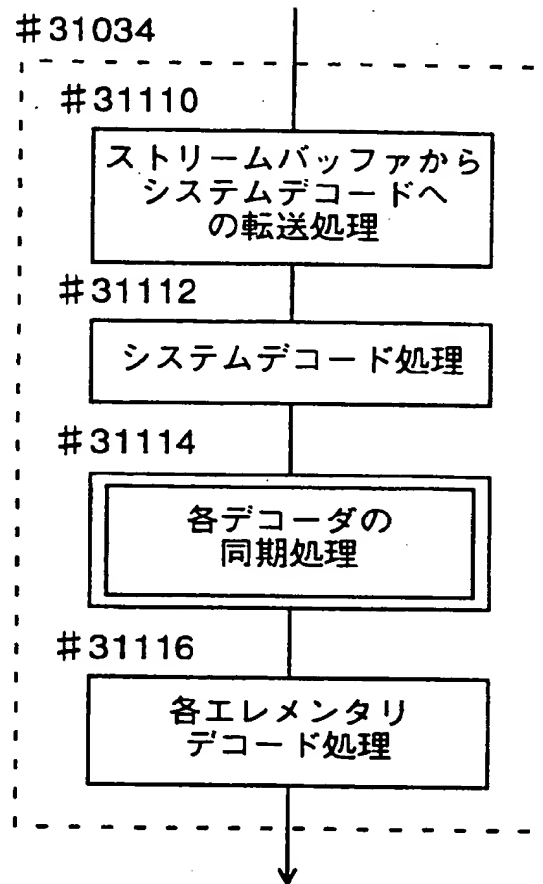 #31034
#31110
ストリームバッファから
システムデコードへ
の転送処理
#31112
システムデコード処理
#31114
各デコーダの
同期処理
#31116
各エレメンタリ
デコード処理